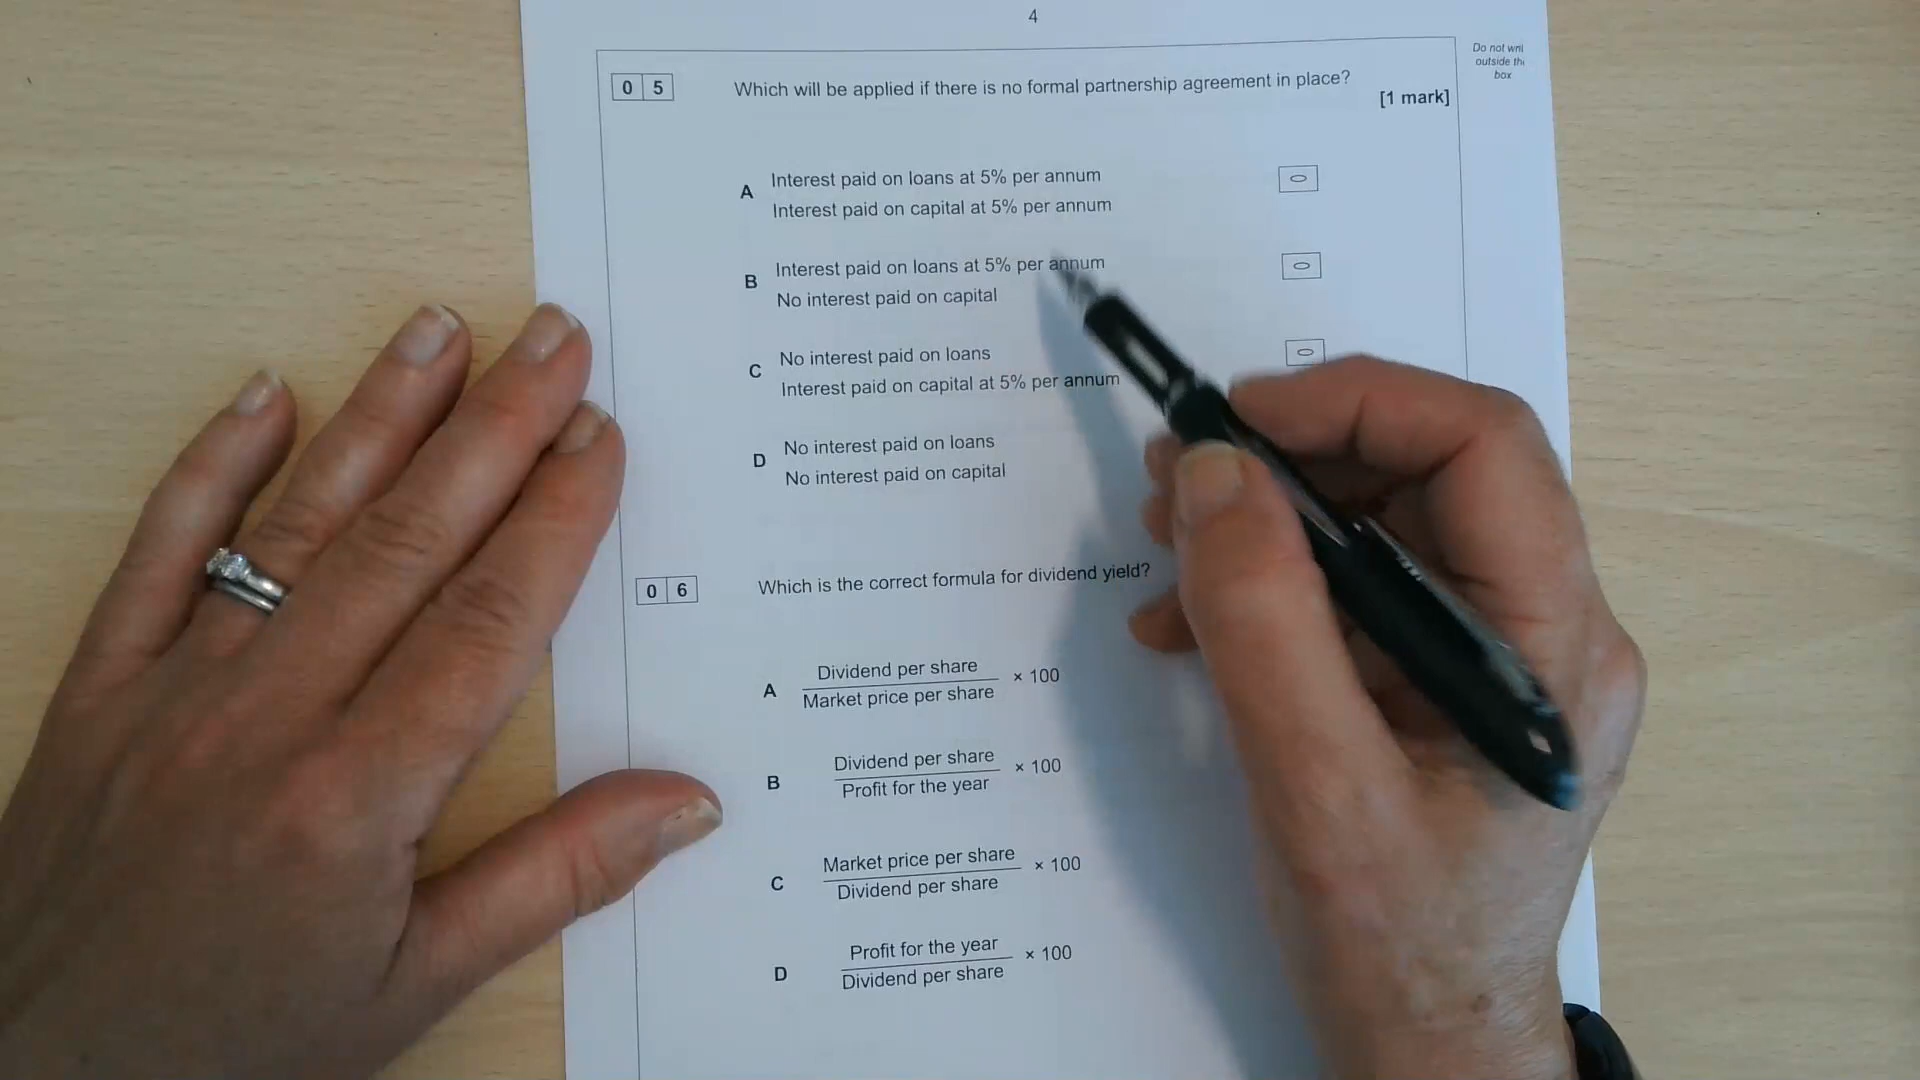 4
Do not wri
outside th
box
0 5 Which will be applied if there is no formal partnership agreement in place?
[1 mark]
A Interest paid on loans at 5% per annum
Interest paid on capital at 5% per annum
B Interest paid on loans at 5% per annum
No interest paid on capital
C No interest paid on loans
Interest paid on capital at 5% per annum
D No interest paid on loans
No interest paid on capital
0 6 Which is the correct formula for dividend yield?
A Dividend per share
Market price per share × 100
B Dividend per share
Profit for the year × 100
C Market price per share
Dividend per share × 100
D Profit for the year
Dividend per share × 100